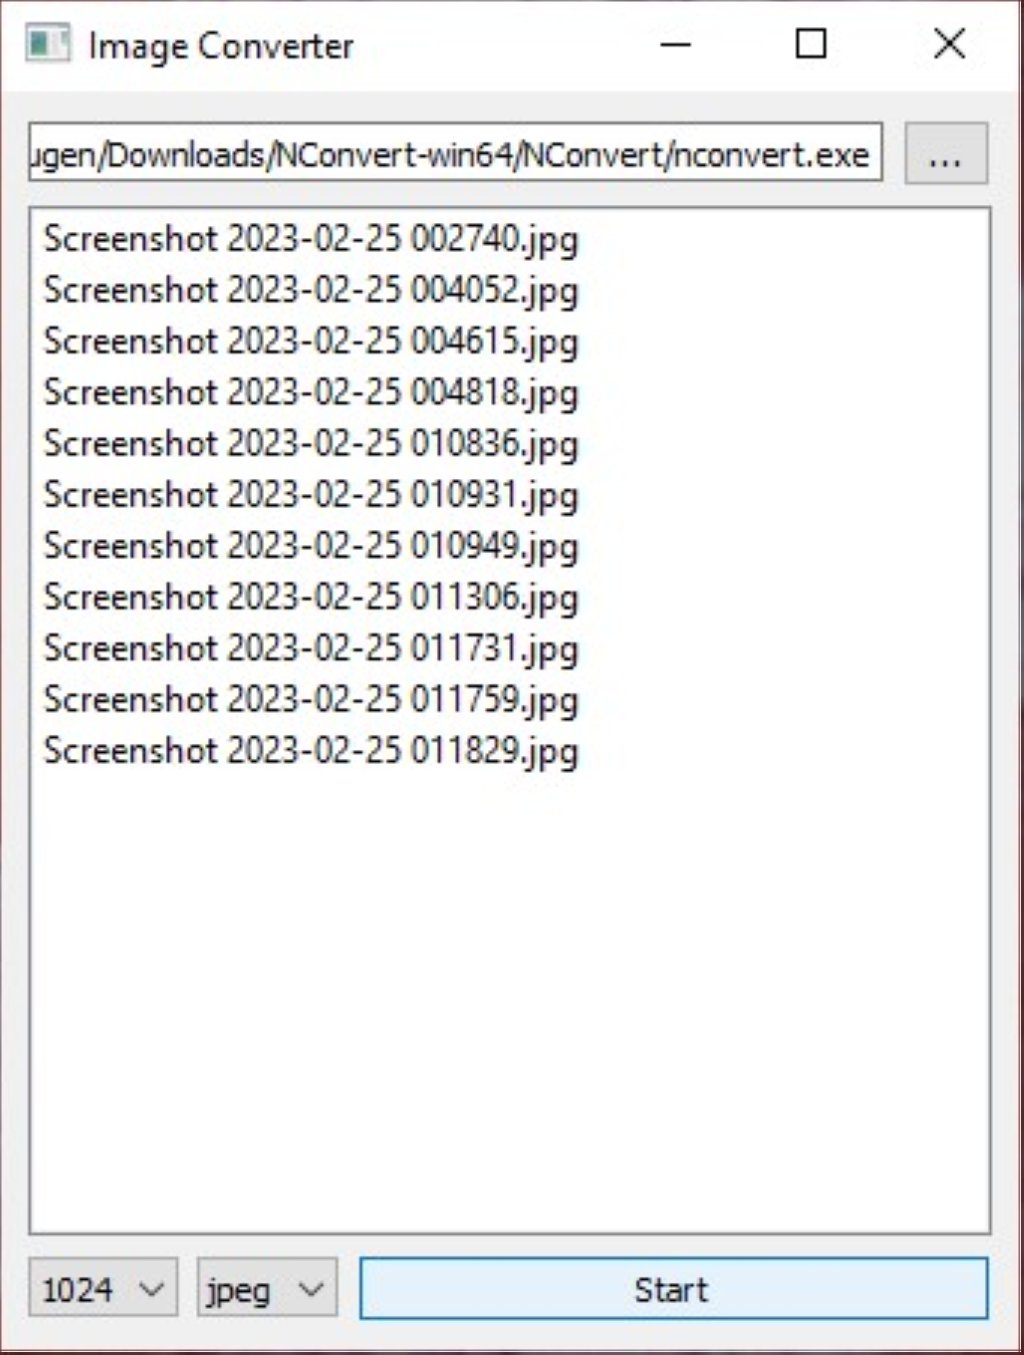 Image Converter
ugen/Downloads/NConvert-win64/NConvert/nconvert.exe
...
Screenshot 2023-02-25 002740.jpg
Screenshot 2023-02-25 004052.jpg
Screenshot 2023-02-25 004615.jpg
Screenshot 2023-02-25 004818.jpg
Screenshot 2023-02-25 010836.jpg
Screenshot 2023-02-25 010931.jpg
Screenshot 2023-02-25 010949.jpg
Screenshot 2023-02-25 011306.jpg
Screenshot 2023-02-25 011731.jpg
Screenshot 2023-02-25 011759.jpg
Screenshot 2023-02-25 011829.jpg
1024 jpeg Start